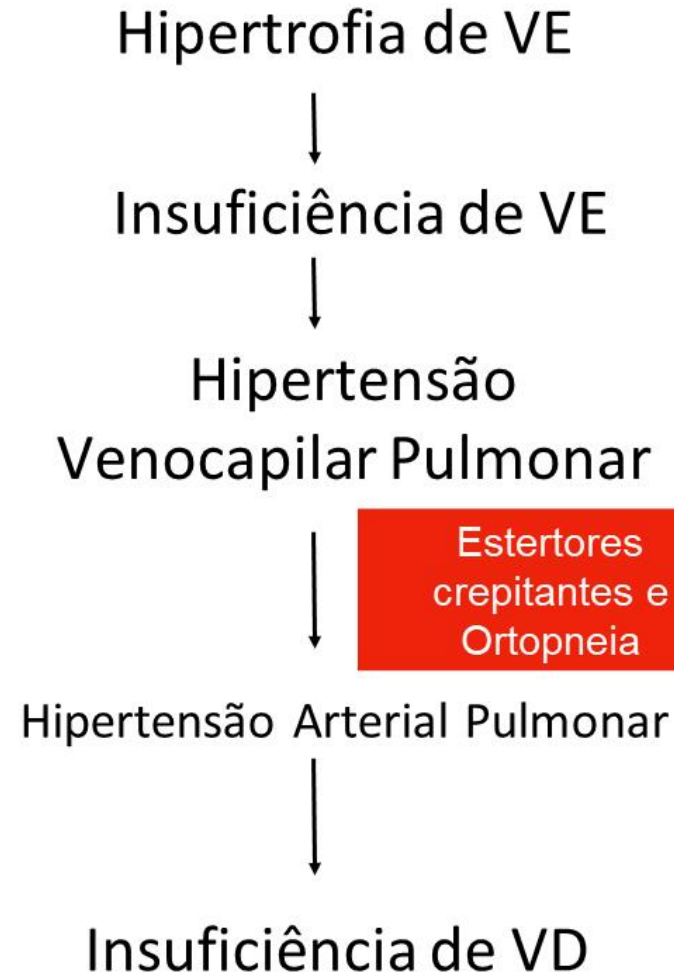 Hipertrofia de VE
Insuficiência de VE
Hipertensão
Venocapilar Pulmonar
Estertores
crepitantes e
Ortopneia
Hipertensão Arterial Pulmonar
Insuficiência de VD